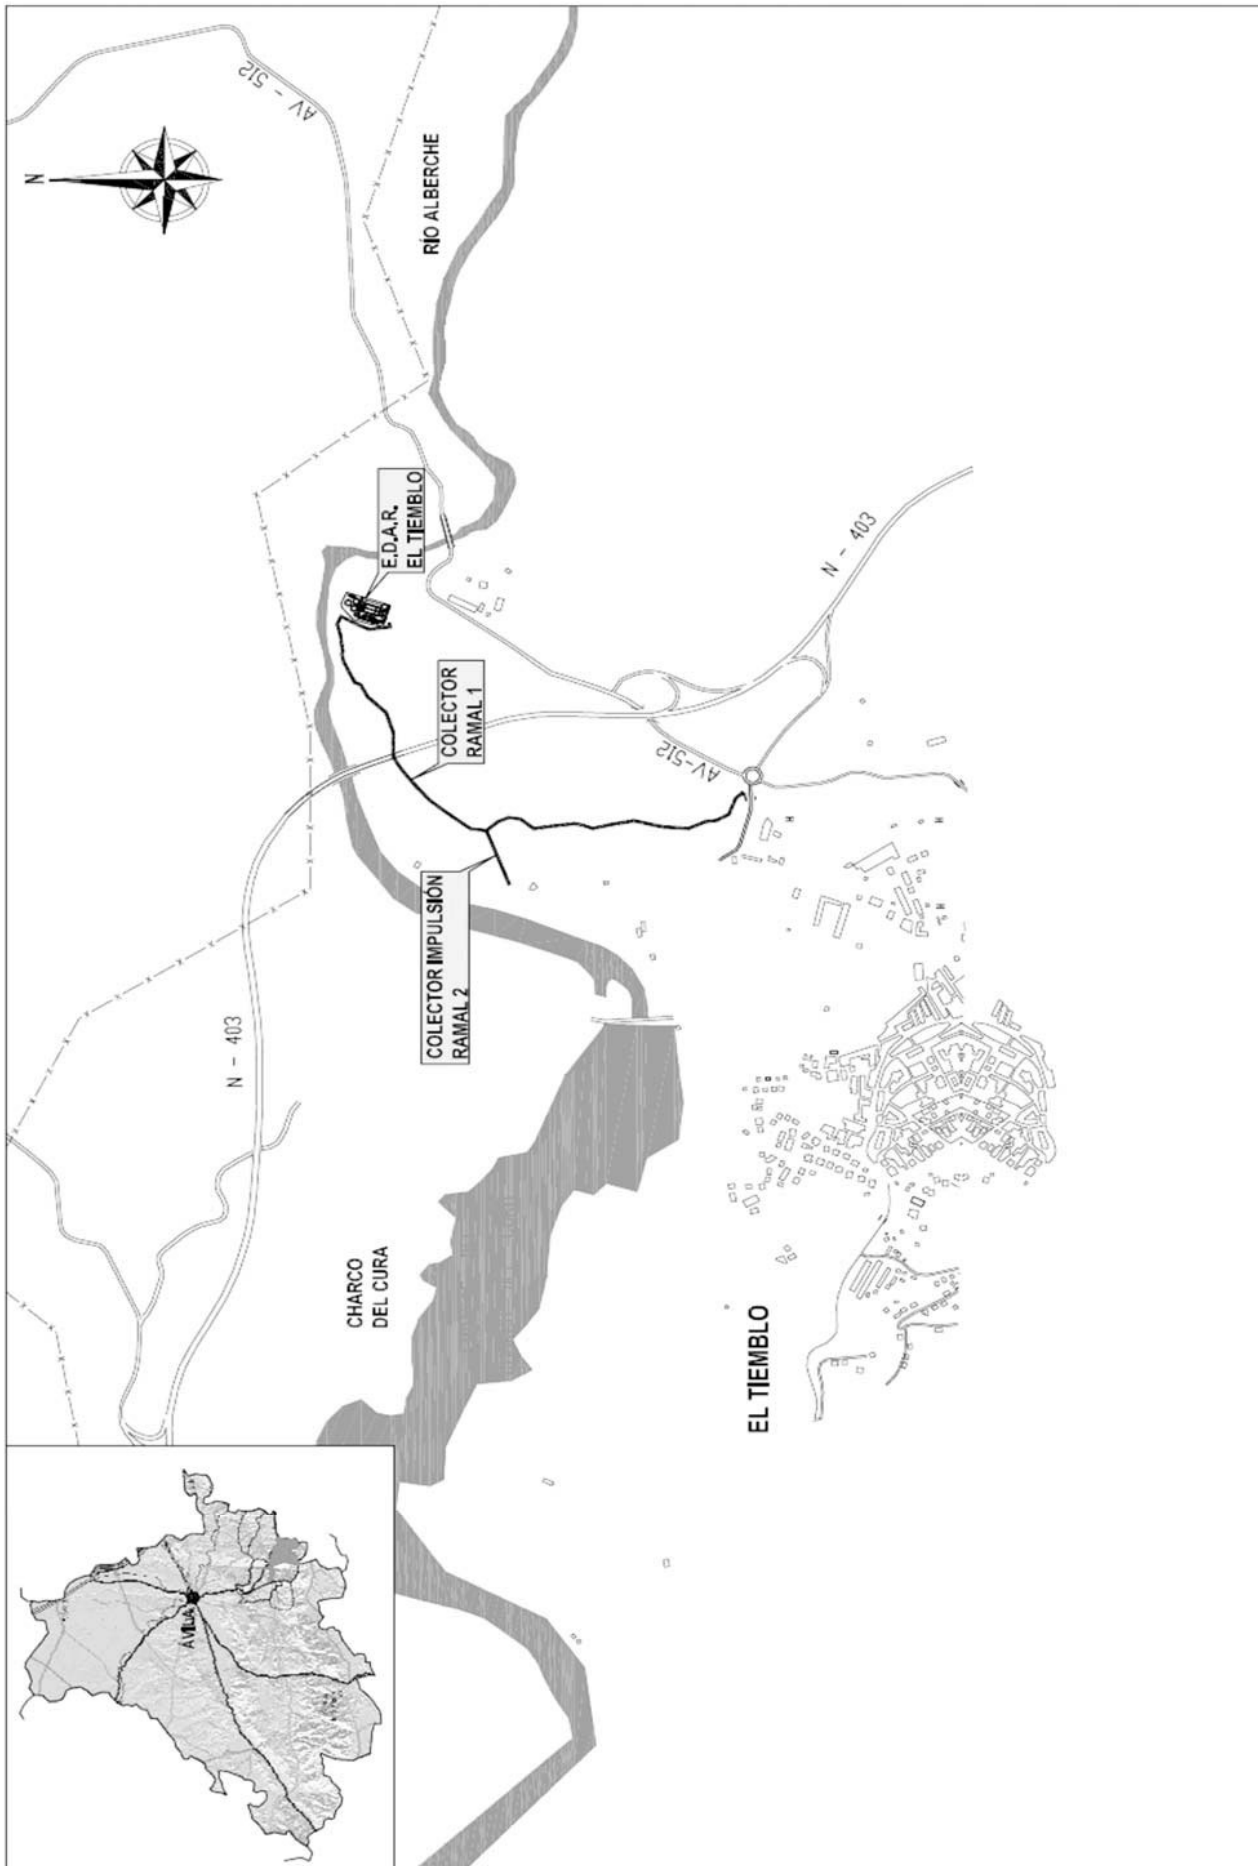 N
AV - 512
RÍO ALBERCHE
E.D.A.R.
EL TIEMBLO
N - 403
COLECTOR
RAMAL 1
AV-512
COLECTOR IMPULSIÓN
RAMAL 2
N - 403
CHARCO
DEL CURA
EL TIEMBLO
ÁVILA